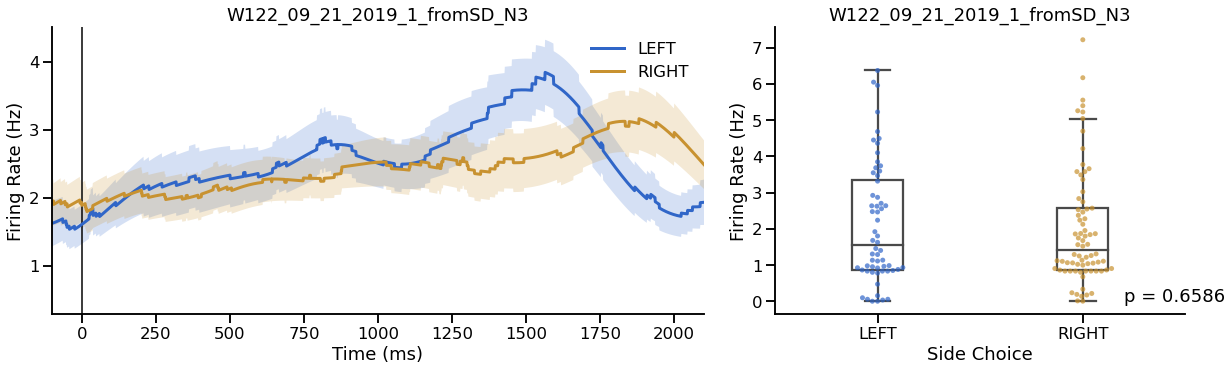 W122_09_21_2019_1_fromSD_N3
LEFT
RIGHT
Firing Rate (Hz)
4
3
2
1
0
250
500
750
1000
1250
1500
1750
2000
Time (ms)
W122_09_21_2019_1_fromSD_N3
Firing Rate (Hz)
7
6
5
4
3
2
1
0
p = 0.6586
LEFT
RIGHT
Side Choice